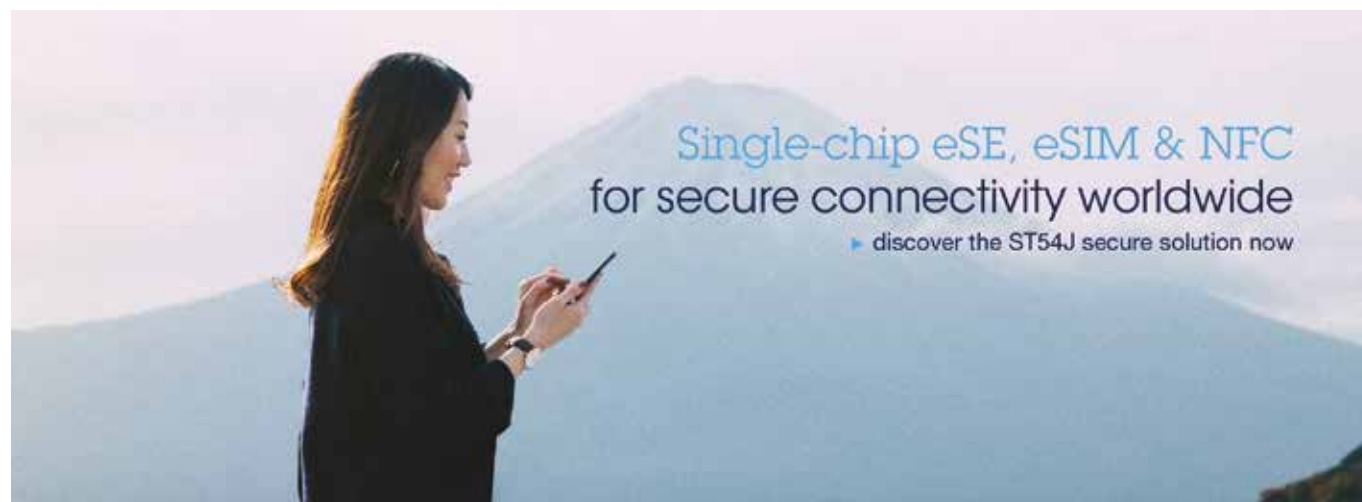 Single-chip eSE, eSIM & NFC
for secure connectivity worldwide
discover the ST54J secure solution now